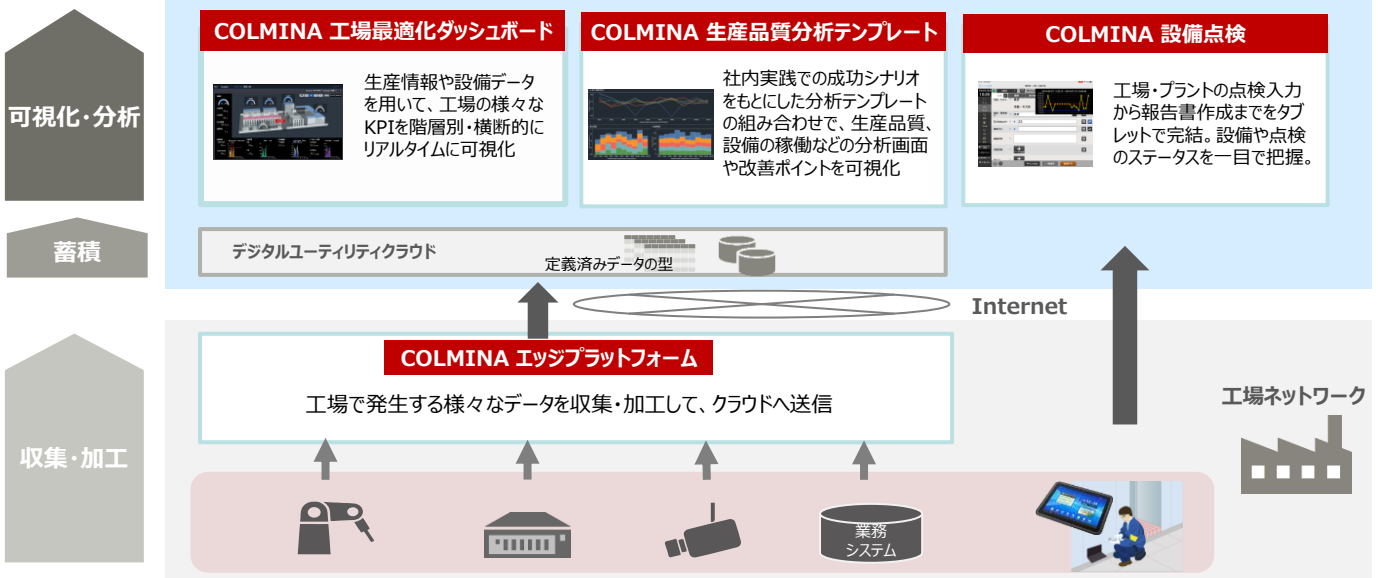 可視化・分析
COLMINA 工場最適化ダッシュボード
生産情報や設備データ
を用いて、工場の様々な
KPIを階層別・横断的に
リアルタイムに可視化
COLMINA 生産品質分析テンプレート
社内実践での成功シナリオ
をもとにした分析テンプレート
の組み合わせで、生産品質、
設備の稼働などの分析画面
や改善ポイントを可視化
COLMINA 設備点検
工場・プラントの点検入力
から報告書作成までをタブ
レットで完結。設備や点検
のステータスを一目で把握。
蓄積
デジタルユーティリティクラウド
定義済みデータの型
Internet
収集・加工
COLMINA エッジプラットフォーム
工場で発生する様々なデータを収集・加工して、クラウドへ送信
工場ネットワーク
業務
システム